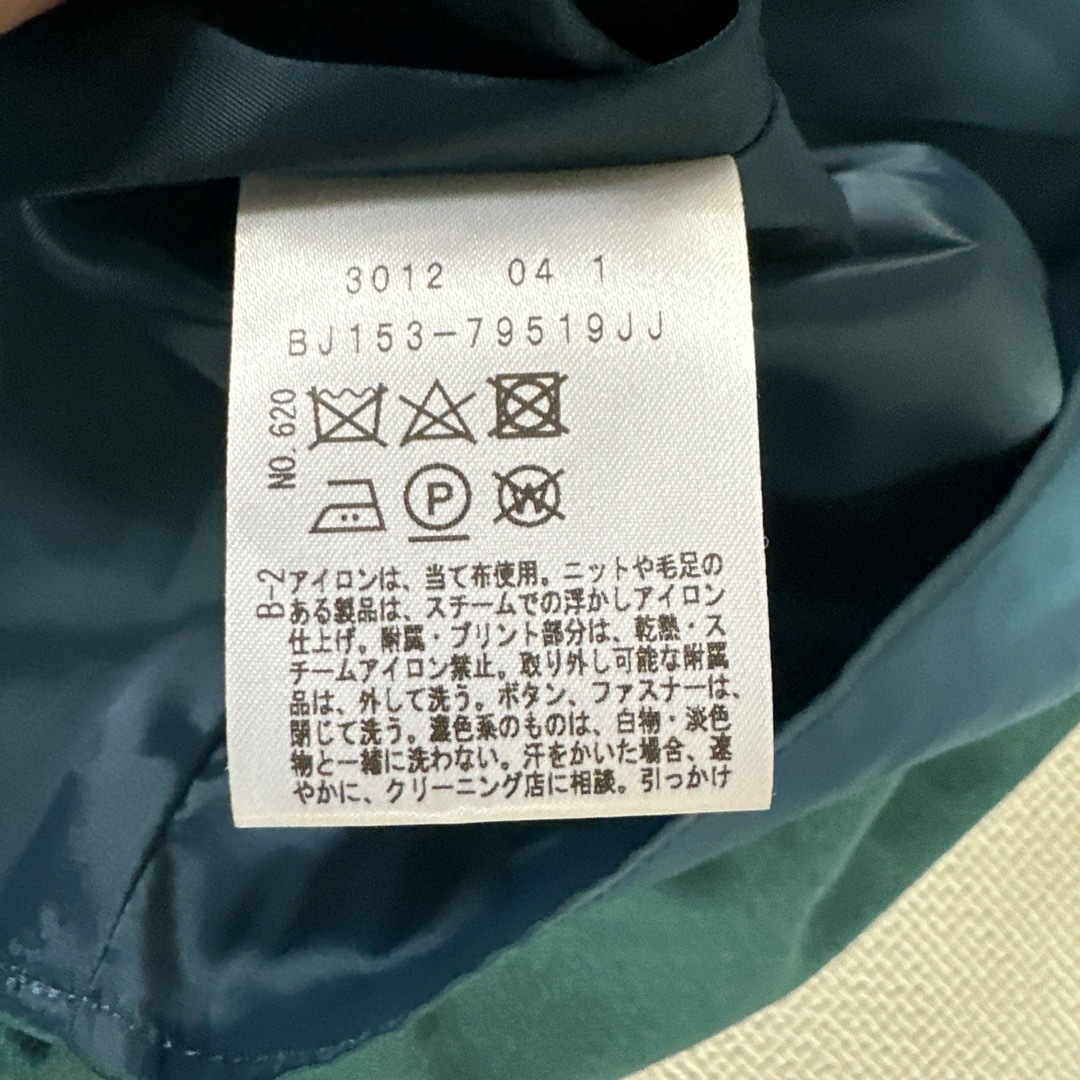 3012 04 1
BJ153-79519JJ
NO.620
P
W
B-2
アイロンは、当て布使用。ニットや毛足の
ある製品は、スチームでの浮かしアイロン
仕上げ。附属・プリント部分は、乾熱・ス
チームアイロン禁止。取り外し可能な附属
品は、外して洗う。ボタン、ファスナーは、
閉じて洗う。濃色系のものは、白物・淡色
物と一緒に洗わない。汗をかいた場合、速
やかに、クリーニング店に相談。引っかけ